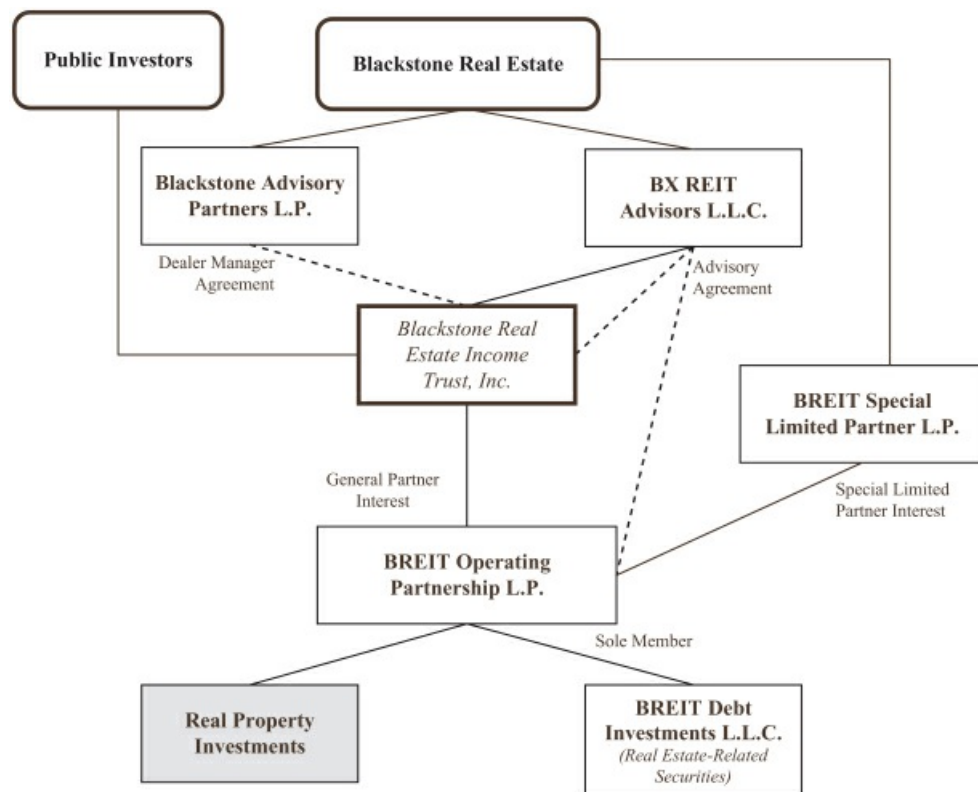 Public Investors
Blackstone Real Estate
Blackstone Advisory
Partners L.P.
BX REIT
Advisors L.L.C.
Dealer Manager
Agreement
Advisory
Agreement
Blackstone Real
Estate Income
Trust, Inc.
BREIT Special
Limited Partner L.P.
General Partner
Interest
Special Limited
Partner Interest
BREIT Operating
Partnership L.P.
Sole Member
Real Property
Investments
BREIT Debt
Investments L.L.C.
(Real Estate-Related
Securities)